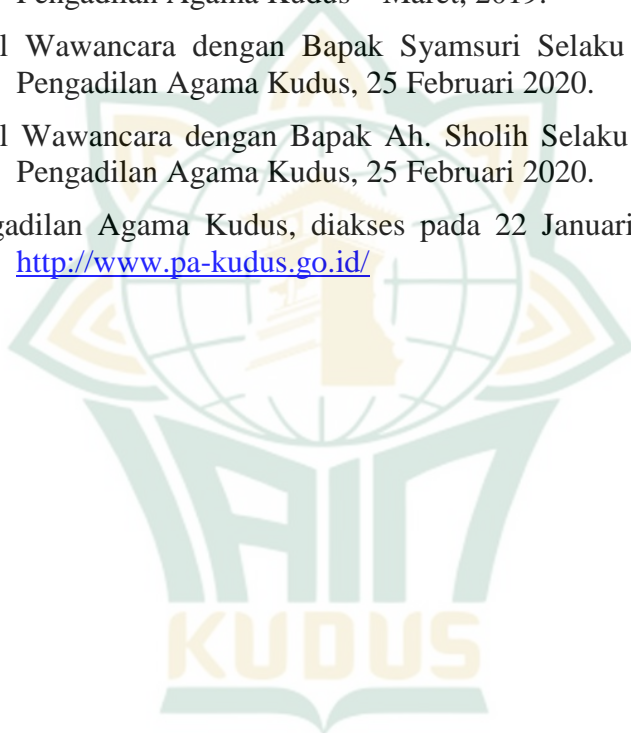 Pengadilan Agama Kudus – Maret, 2019.
l Wawancara dengan Bapak Syamsuri Selaku
Pengadilan Agama Kudus, 25 Februari 2020.
l Wawancara dengan Bapak Ah. Sholih Selaku
Pengadilan Agama Kudus, 25 Februari 2020.
gadilan Agama Kudus, diakses pada 22 Januari
http://www.pa-kudus.go.id/
IAIN
KUDUS